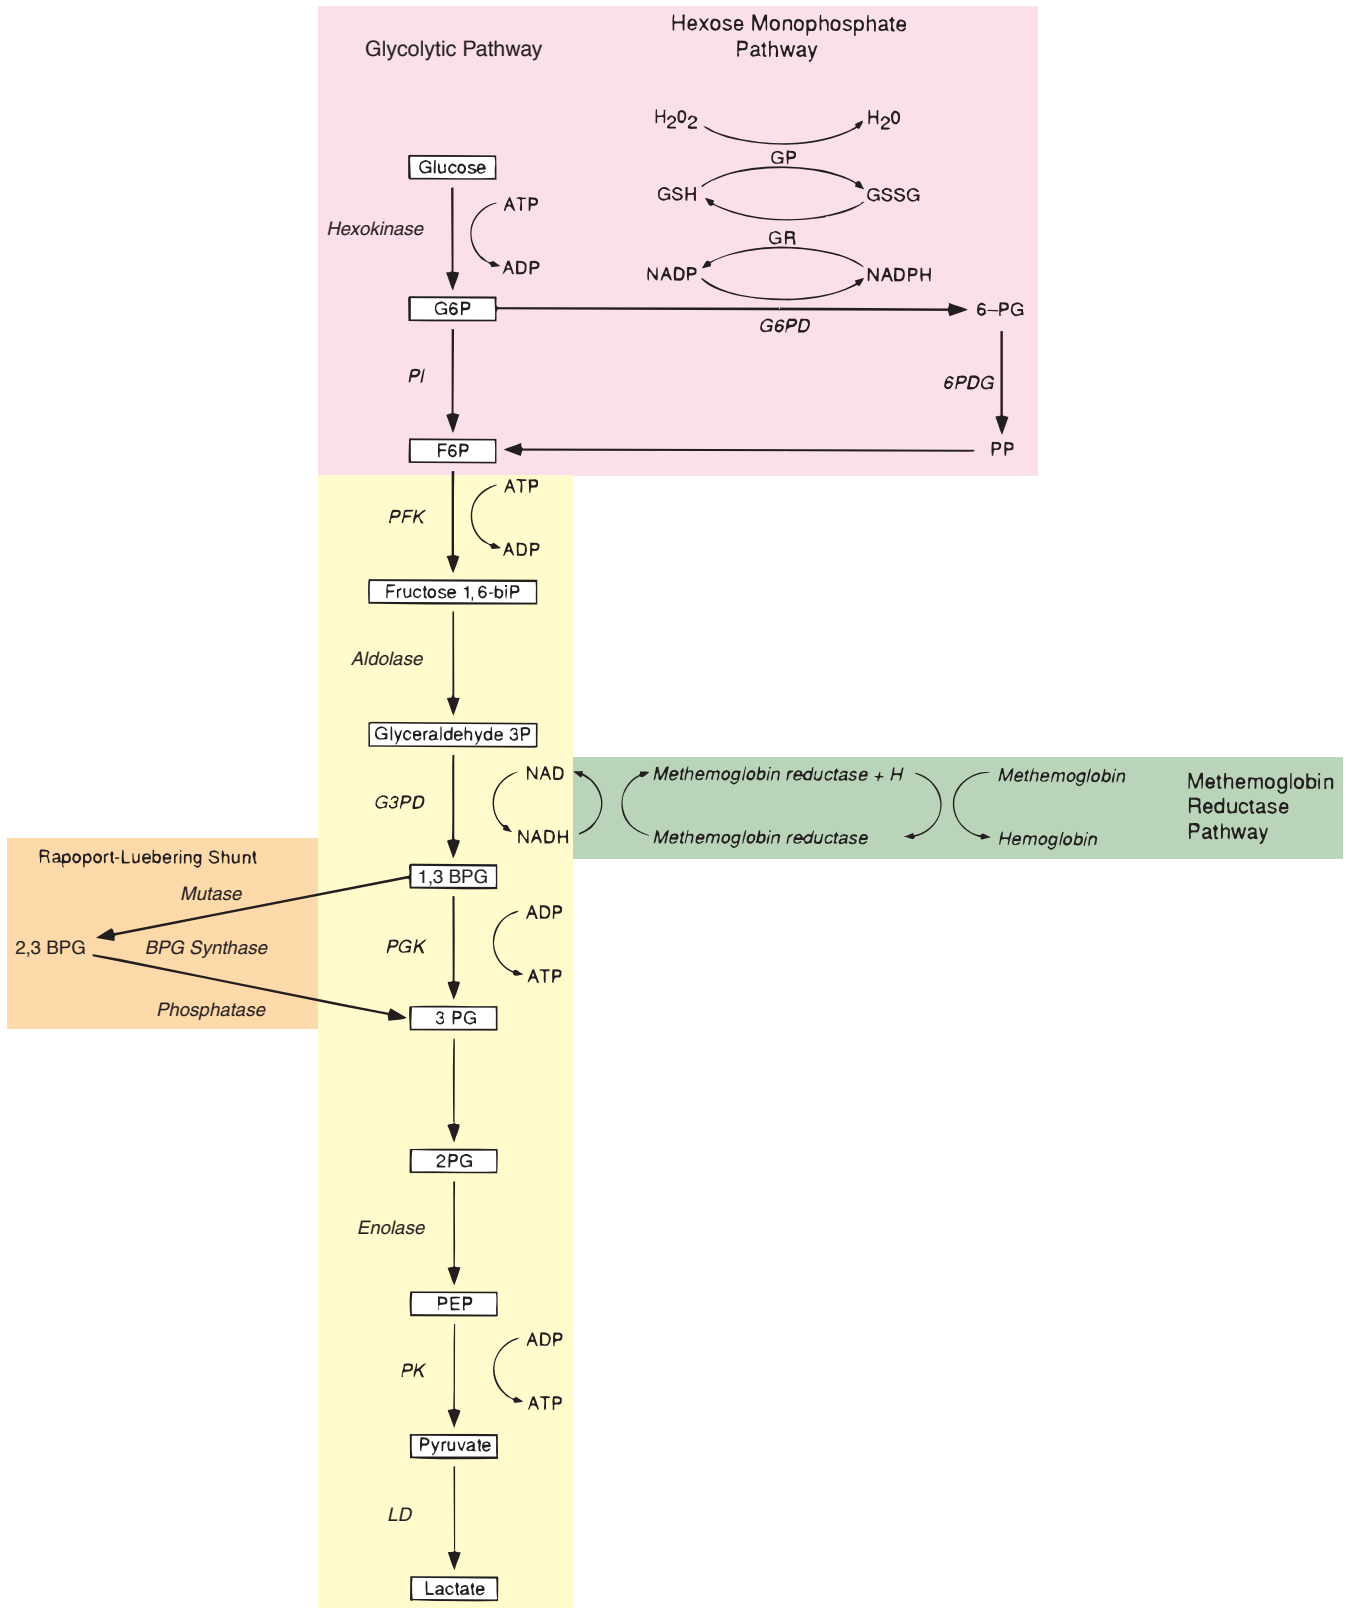 Hexose Monophosphate
Pathway
Glycolytic Pathway
H₂0₂
H₂0
GP
Glucose
GSH
GSSG
ATP
Hexokinase
GR
ADP
NADP
NADPH
G6P
6–PG
G6PD
PI
6PDG
F6P
PP
ATP
PFK
ADP
Fructose 1,6-biP
Aldolase
Glyceraldehyde 3P
NAD
Methemoglobin reductase + H
Methemoglobin
Methemoglobin
Reductase
Pathway
G3PD
NADH
Methemoglobin reductase
Hemoglobin
Rapoport-Luebering Shunt
1,3 BPG
Mutase
ADP
2,3 BPG
BPG Synthase
PGK
ATP
Phosphatase
3 PG
2PG
Enolase
PEP
ADP
PK
ATP
Pyruvate
LD
Lactate